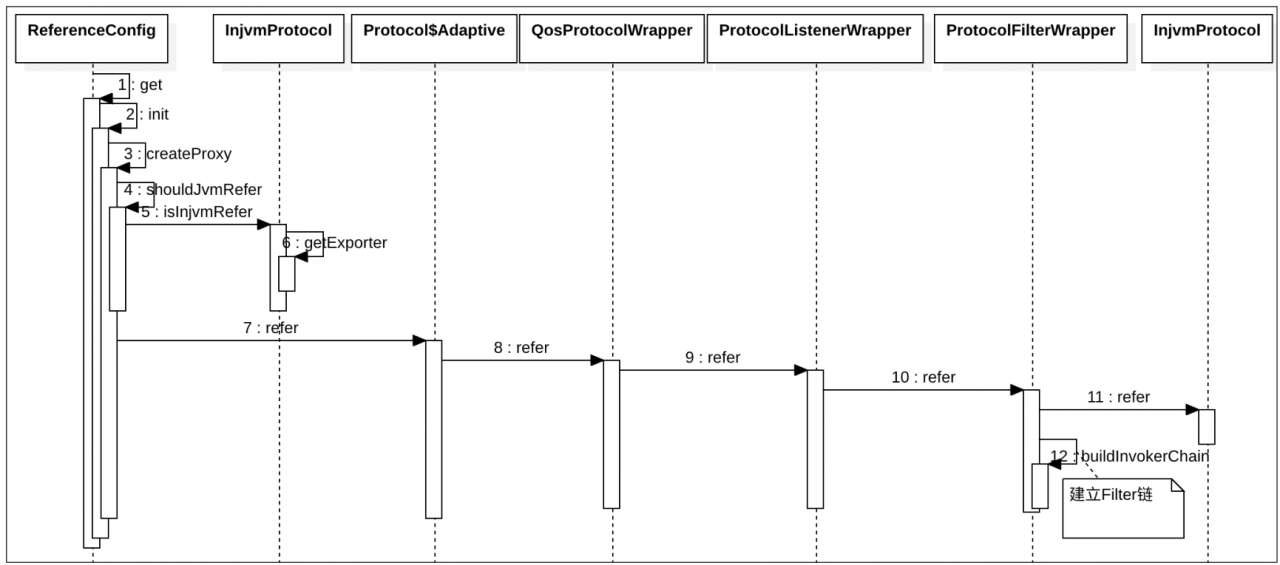 ReferenceConfig
InjvmProtocol
Protocol$Adaptive
QosProtocolWrapper
ProtocolListenerWrapper
ProtocolFilterWrapper
InjvmProtocol
1 : get
2 : init
3 : createProxy
4 : shouldJvmRefer
5 : isInjvmRefer
6 : getExporter
7 : refer
8 : refer
9 : refer
10 : refer
11 : refer
12 : buildInvokerChain
建立Filter链